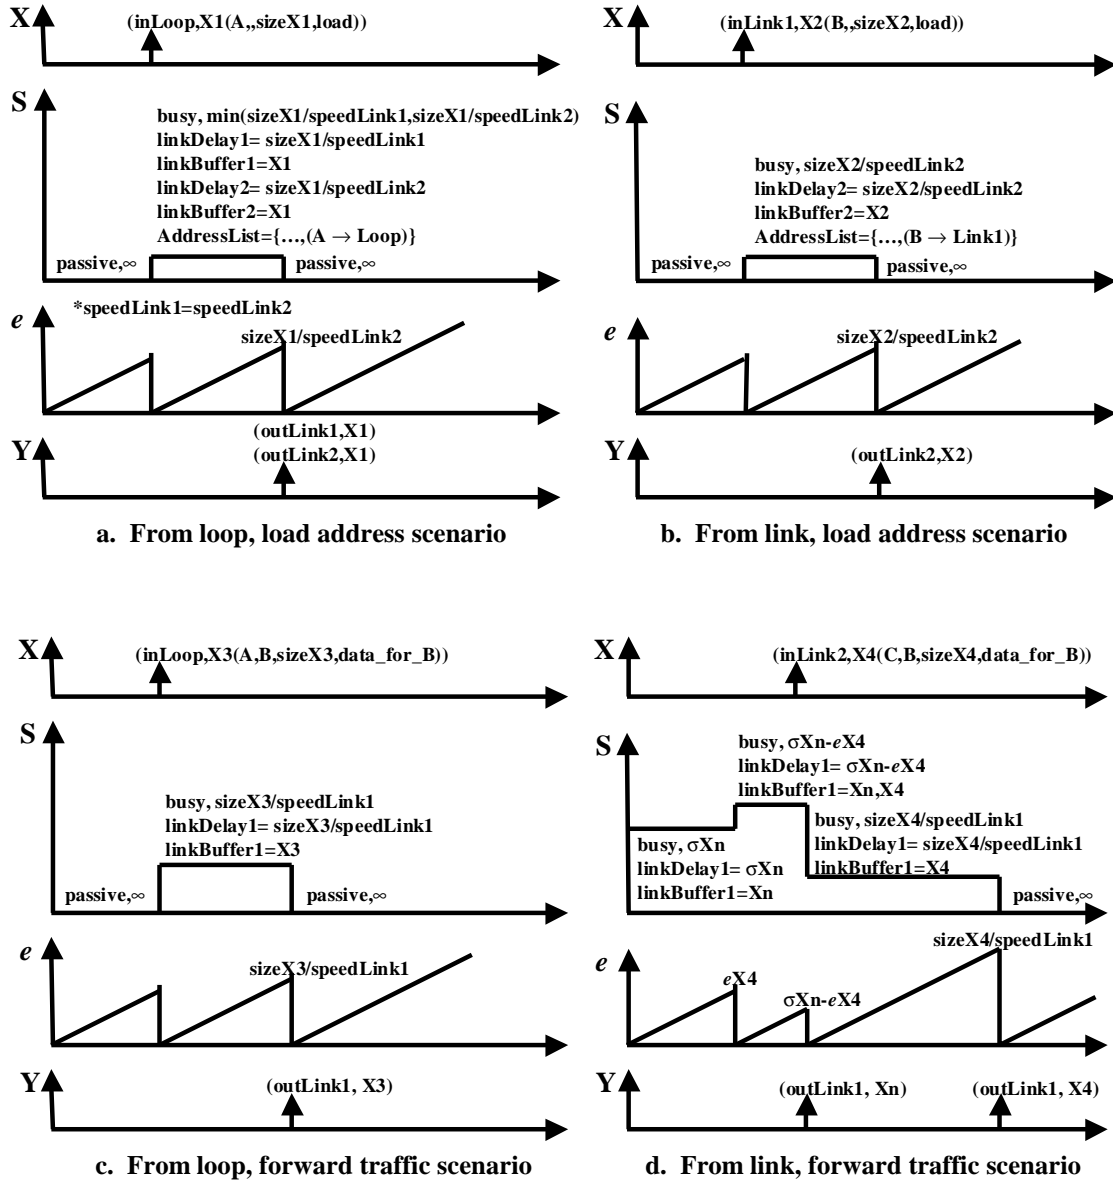 X
(inLoop,X1(A,,sizeX1,load))
S
busy, min(sizeX1/speedLink1,sizeX1/speedLink2)
linkDelay1= sizeX1/speedLink1
linkBuffer1=X1
linkDelay2= sizeX1/speedLink2
linkBuffer2=X1
AddressList={…,(A → Loop)}
passive,∞
passive,∞
*speedLink1=speedLink2
e
sizeX1/speedLink2
(outLink1,X1)
Y
(outLink2,X1)
a. From loop, load address scenario
X
(inLink1,X2(B,,sizeX2,load))
S
busy, sizeX2/speedLink2
linkDelay2= sizeX2/speedLink2
linkBuffer2=X2
AddressList={…,(B → Link1)}
passive,∞
passive,∞
e
sizeX2/speedLink2
Y
(outLink2,X2)
b. From link, load address scenario
X
(inLoop,X3(A,B,sizeX3,data_for_B))
S
busy, sizeX3/speedLink1
linkDelay1= sizeX3/speedLink1
linkBuffer1=X3
passive,∞
passive,∞
e
sizeX3/speedLink1
Y
(outLink1, X3)
c. From loop, forward traffic scenario
X
(inLink2,X4(C,B,sizeX4,data_for_B))
S
busy, σXn-eX4
linkDelay1= σXn-eX4
linkBuffer1=Xn,X4
busy, sizeX4/speedLink1
linkDelay1= sizeX4/speedLink1
linkBuffer1=X4
busy, σXn
linkDelay1= σXn
linkBuffer1=Xn
passive,∞
e
eX4
σXn-eX4
sizeX4/speedLink1
Y
(outLink1, Xn)
(outLink1, X4)
d. From link, forward traffic scenario